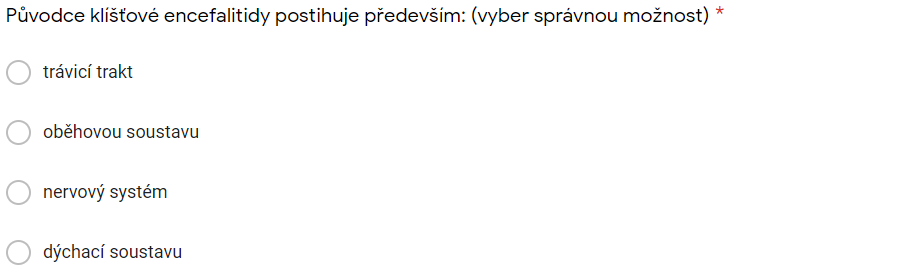 Původce klíšťové encefalitidy postihuje především: (vyber správnou možnost) *
trávicí trakt
oběhovou soustavu
nervový systém
dýchací soustavu